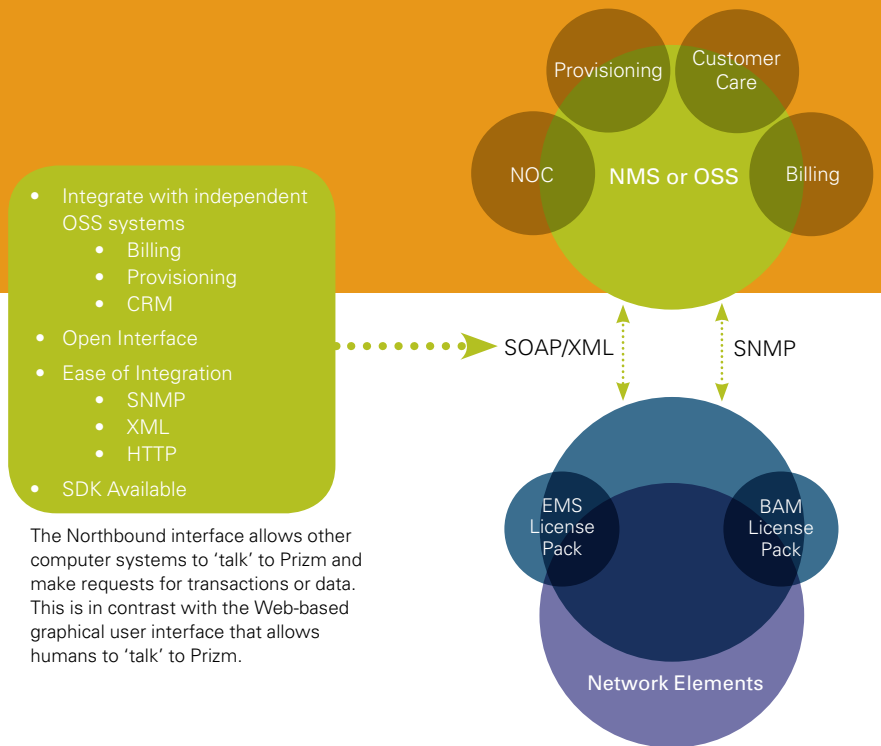 Provisioning
Customer
Care
NOC
NMS or OSS
Billing
• Integrate with independent
OSS systems
• Billing
• Provisioning
• CRM
• Open Interface
• Ease of Integration
• SNMP
• XML
• HTTP
• SDK Available
SOAP/XML
SNMP
EMS
License
Pack
BAM
License
Pack
Network Elements
The Northbound interface allows other
computer systems to ‘talk’ to Prizm and
make requests for transactions or data.
This is in contrast with the Web-based
graphical user interface that allows
humans to ‘talk’ to Prizm.